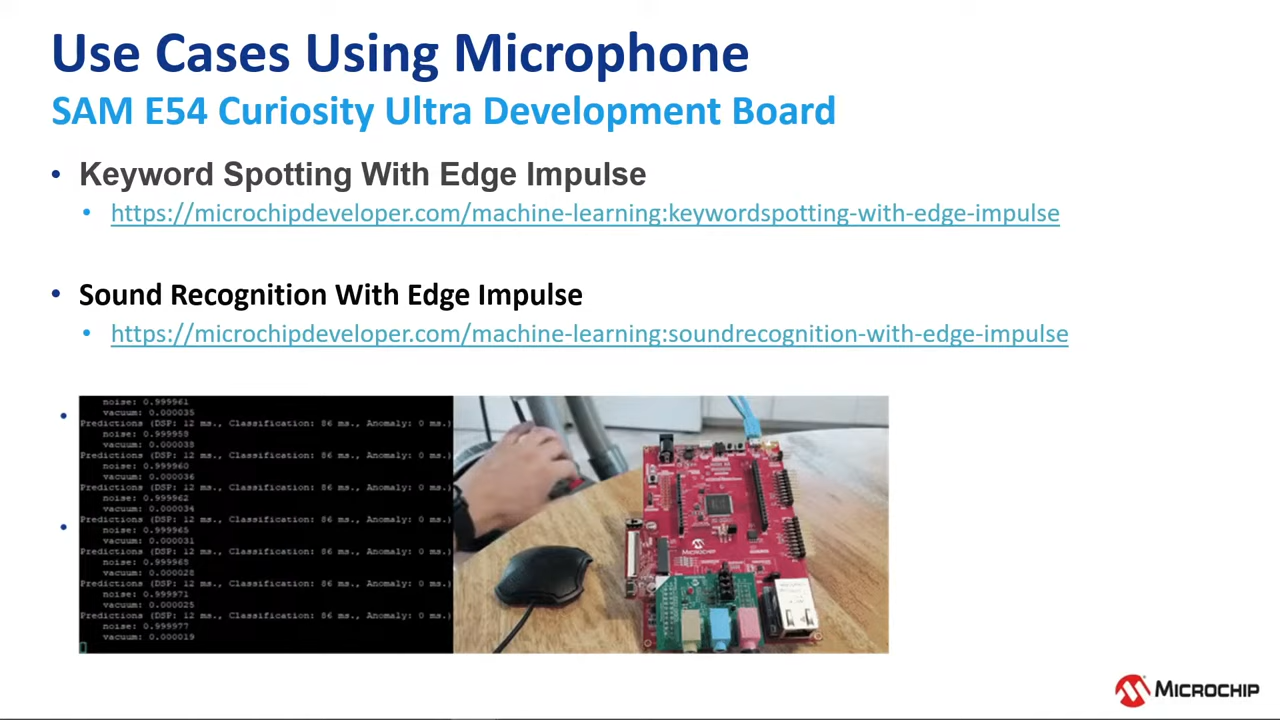 Use Cases Using Microphone
SAM E54 Curiosity Ultra Development Board
• Keyword Spotting With Edge Impulse
• https://microchipdeveloper.com/machine-learning:keywordspotting-with-edge-impulse
• Sound Recognition With Edge Impulse
• https://microchipdeveloper.com/machine-learning:soundrecognition-with-edge-impulse
noise: 0.999961
vacuum: 0.000035
Predictions (DSP: 12 ms., Classification: 86 ms., Anomaly: 0 ms.)
noise: 0.999959
vacuum: 0.000038
Predictions (DSP: 12 ms., Classification: 86 ms., Anomaly: 0 ms.)
noise: 0.999960
vacuum: 0.000036
Predictions (DSP: 12 ms., Classification: 86 ms., Anomaly: 0 ms.)
noise: 0.999962
vacuum: 0.000034
Predictions (DSP: 12 ms., Classification: 86 ms., Anomaly: 0 ms.)
noise: 0.999965
vacuum: 0.000031
Predictions (DSP: 12 ms., Classification: 86 ms., Anomaly: 0 ms.)
noise: 0.999968
vacuum: 0.000028
Predictions (DSP: 12 ms., Classification: 86 ms., Anomaly: 0 ms.)
noise: 0.999971
vacuum: 0.000025
Predictions (DSP: 12 ms., Classification: 86 ms., Anomaly: 0 ms.)
noise: 0.999977
vacuum: 0.000019
MICROCHIP
MICROCHIP